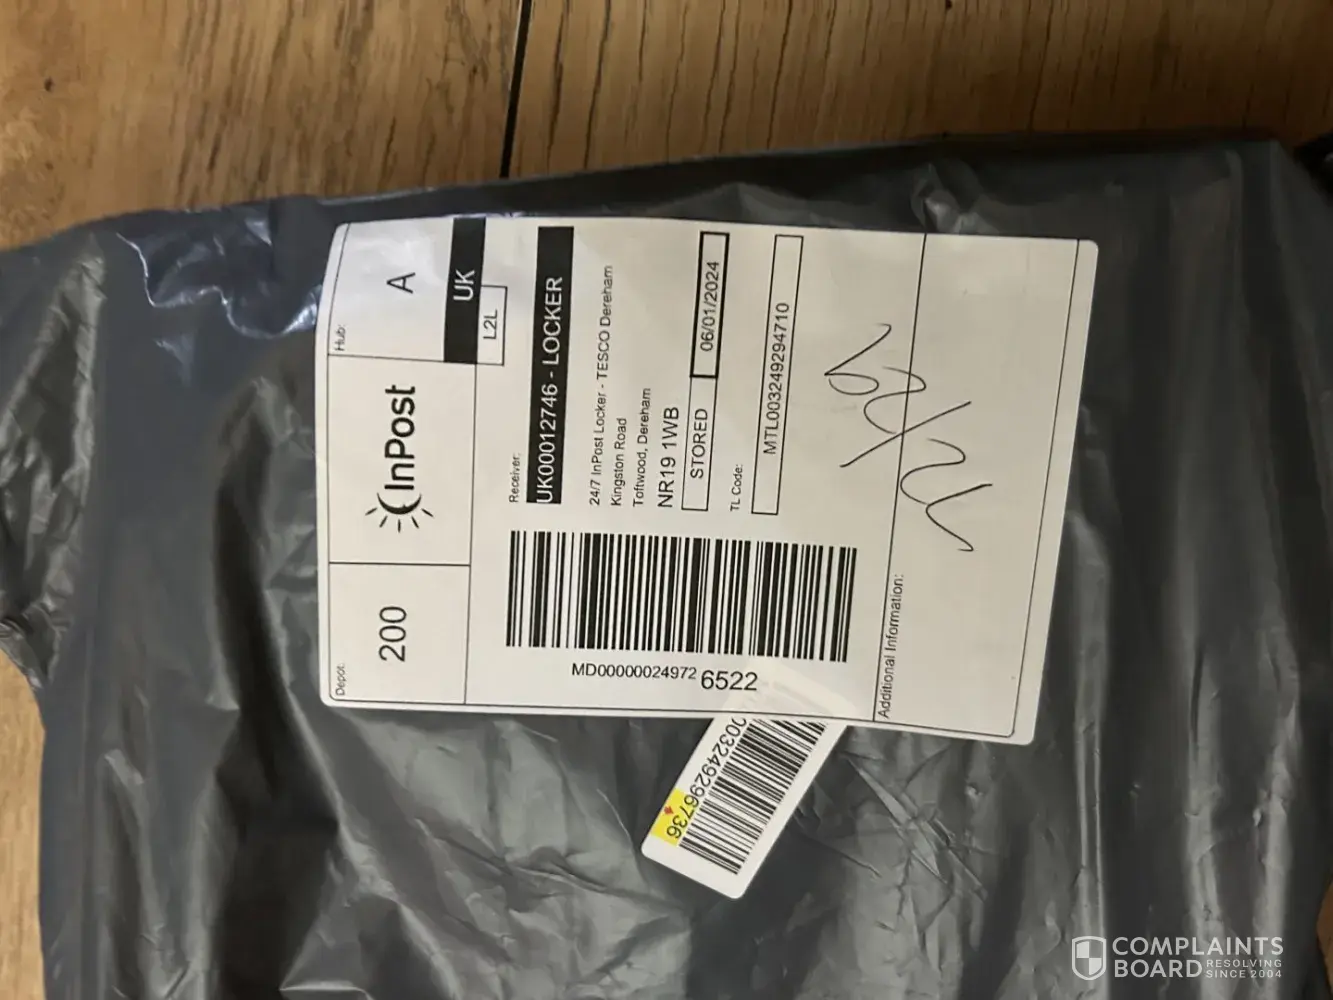 Depot:
200
InPost
Hub:
A
UK
L2L
Receiver:
UK00012746 - LOCKER
24/7 InPost Locker - TESCO Dereham
Kingston Road
Toftwood, Dereham
NR19 1WB
STORED 06/01/2024
TL Code:
MTL003249294710
MD00000024972 6522
Additional Information:
003249296736
COMPLAINTS
BOARD RESOLVING
SINCE 2004